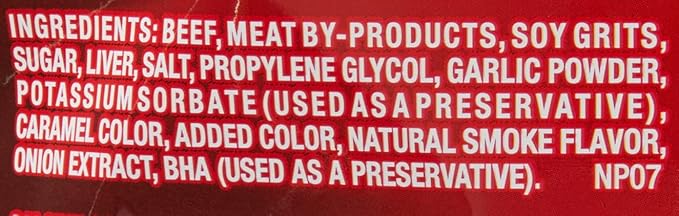 INGREDIENTS: BEEF, MEAT BY-PRODUCTS, SOY GRITS,
SUGAR, LIVER, SALT, PROPYLENE GLYCOL, GARLIC POWDER,
POTASSIUM SORBATE (USED AS A PRESERVATIVE),
CARAMEL COLOR, ADDED COLOR, NATURAL SMOKE FLAVOR,
ONION EXTRACT, BHA (USED AS A PRESERVATIVE). NP07